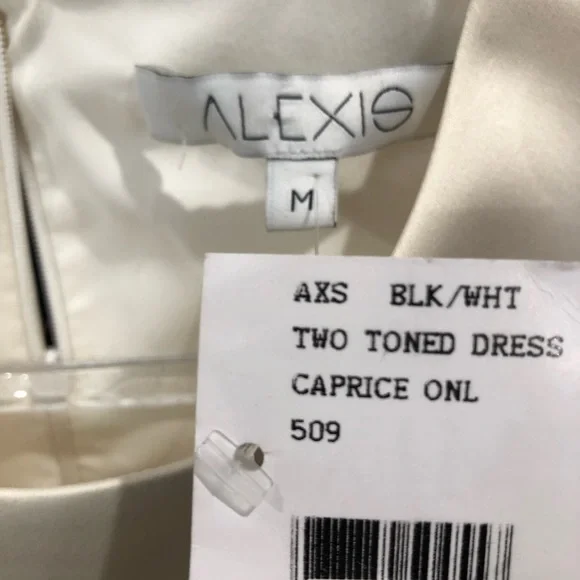 ALEXIS
M
AXS BLK/WHT
TWO TONED DRESS
CAPRICE ONL
509